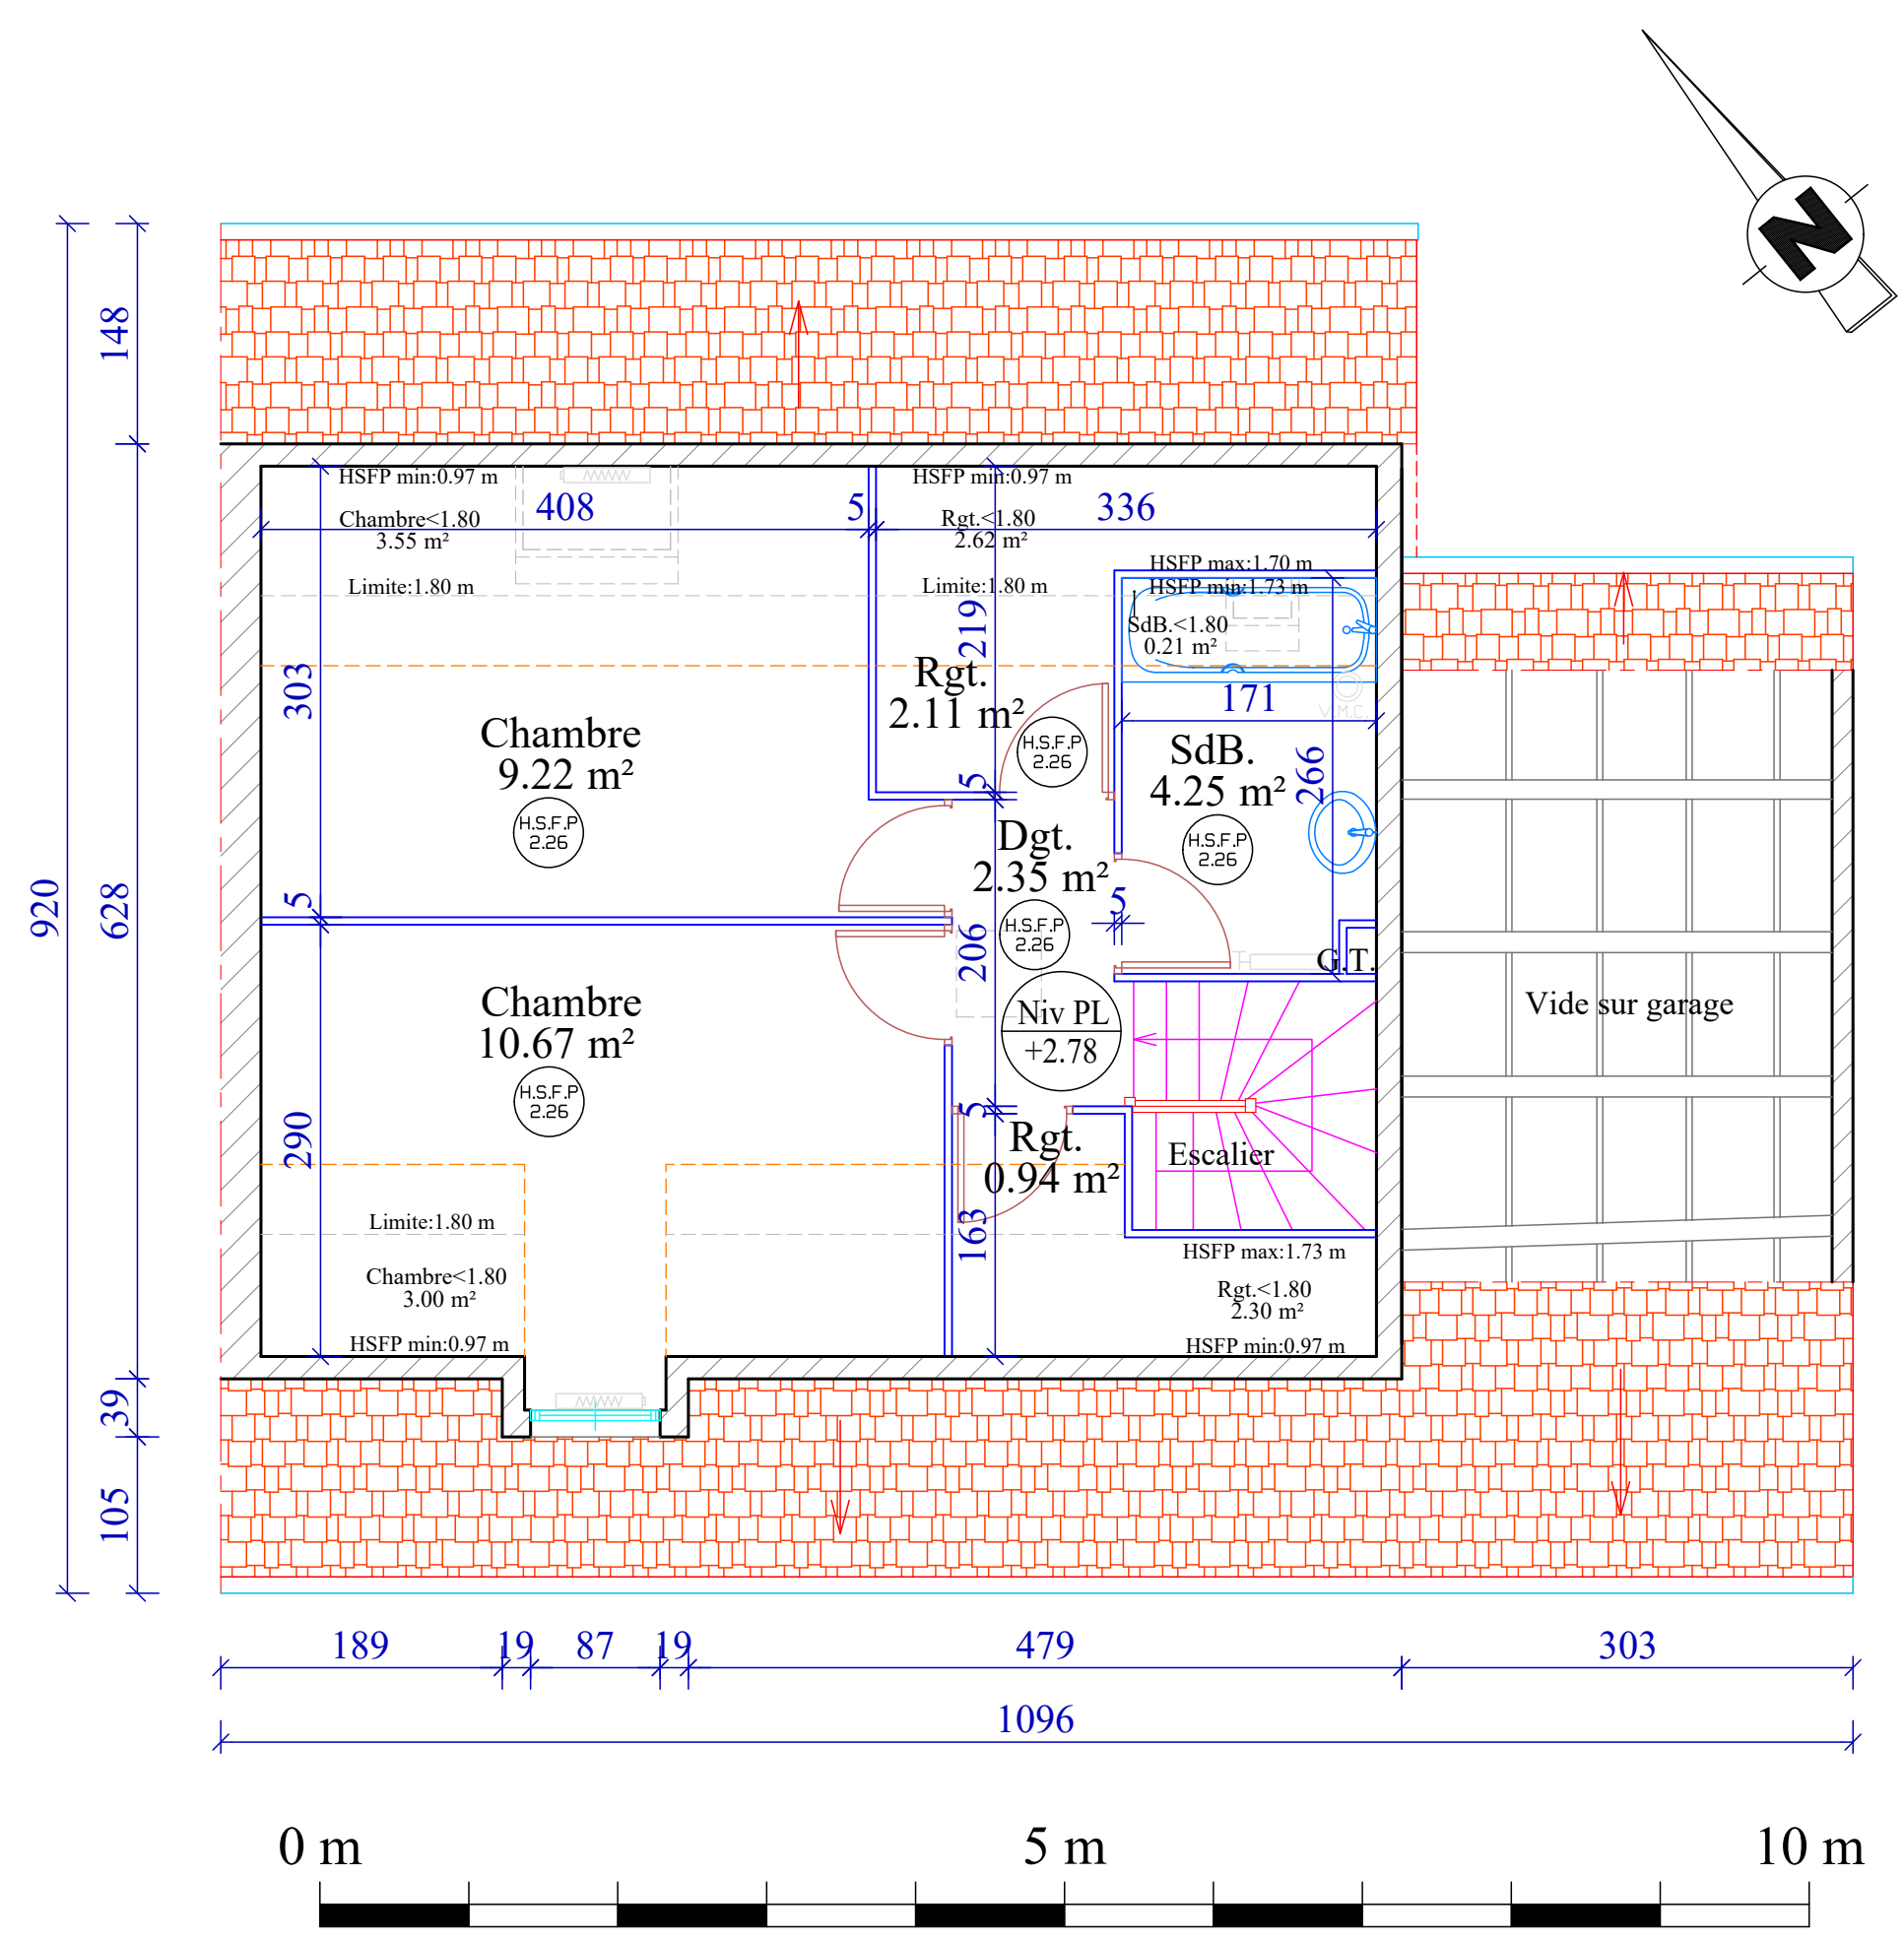 N
148
HSFP min:0.97 m
HSFP min:0.97 m
408
5
336
Chambre<1.80
3.55 m²
Rgt.<1.80
2.62 m²
Limite:1.80 m
Limite:1.80 m
HSFP max:1.70 m
HSFP min:1.73 m
SdB.<1.80
0.21 m²
219
303
Rgt.
2.11 m²
171
V.M.C.
Chambre
9.22 m²
H.S.F.P
2.26
H.S.F.P
2.26
SdB.
4.25 m²
266
H.S.F.P
2.26
5
Dgt.
2.35 m²
H.S.F.P
2.26
5
5
920
628
206
G.T.
Chambre
10.67 m²
H.S.F.P
2.26
Niv PL
+2.78
Vide sur garage
290
5
Rgt.
0.94 m²
Escalier
163
Limite:1.80 m
Chambre<1.80
3.00 m²
HSFP min:0.97 m
HSFP max:1.73 m
Rgt.<1.80
2.30 m²
HSFP min:0.97 m
39
105
189
19
87
19
479
303
1096
0 m
5 m
10 m